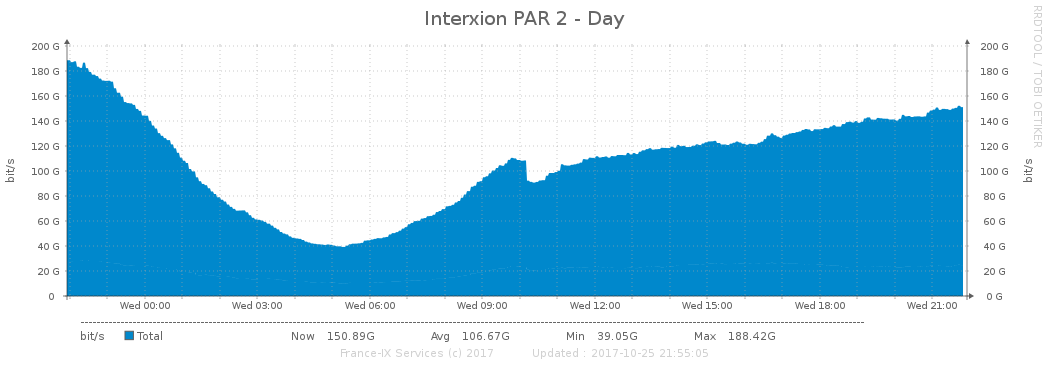 Interxion PAR 2 - Day
RRDTOOL / TOBI OETIKER
bit/s
200 G 200 G
180 G 180 G
160 G 160 G
140 G 140 G
120 G 120 G
100 G 100 G
80 G 80 G
60 G 60 G
40 G 40 G
20 G 20 G
0 0 G
bit/s
Wed 00:00 Wed 03:00 Wed 06:00 Wed 09:00 Wed 12:00 Wed 15:00 Wed 18:00 Wed 21:00
bit/s Total Now 150.89G Avg 106.67G Min 39.05G Max 188.42G
France-IX Services (c) 2017 Updated : 2017-10-25 21:55:05